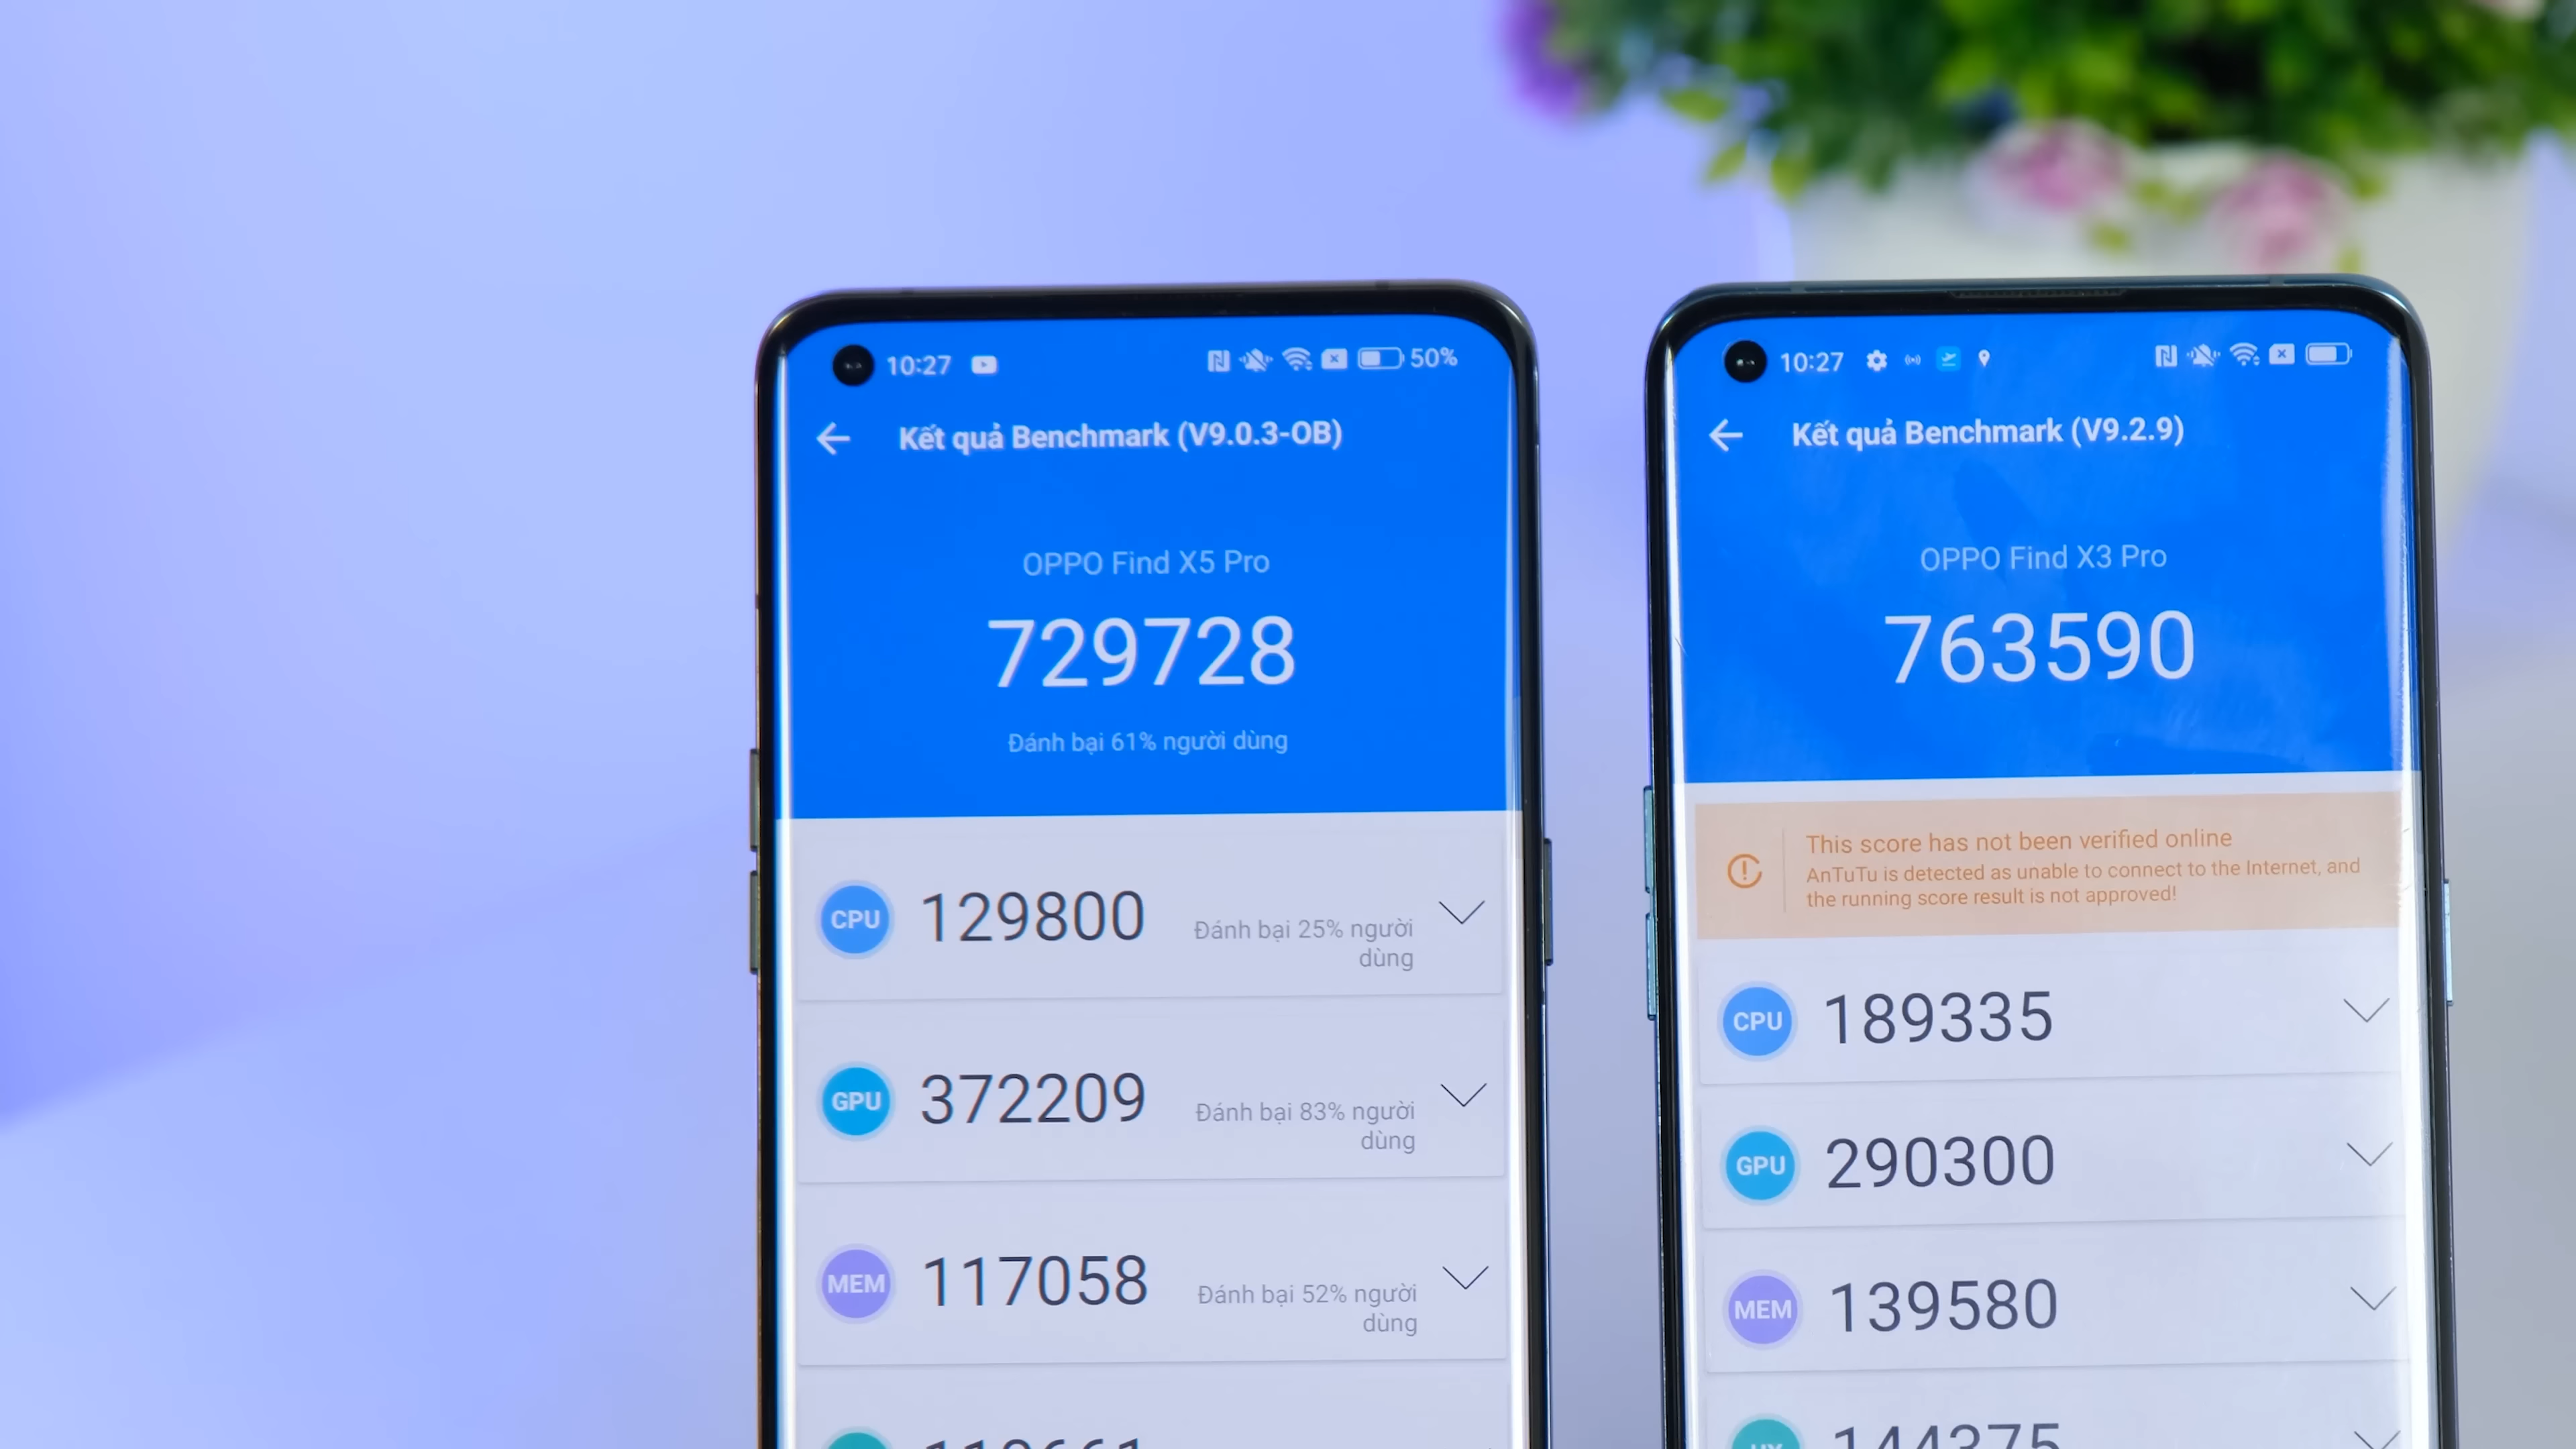 10:27
50%
Kết quả Benchmark (V9.0.3-OB)
OPPO Find X5 Pro
729728
Đánh bại 61% người dùng
CPU
129800
Đánh bại 25% người
dùng
GPU
372209
Đánh bại 83% người
dùng
MEM
117058
Đánh bại 52% người
dùng
10:27
Kết quả Benchmark (V9.2.9)
OPPO Find X3 Pro
763590
This score has not been verified online
AnTuTu is detected as unable to connect to the Internet, and
the running score result is not approved!
CPU
189335
GPU
290300
MEM
139580
144375